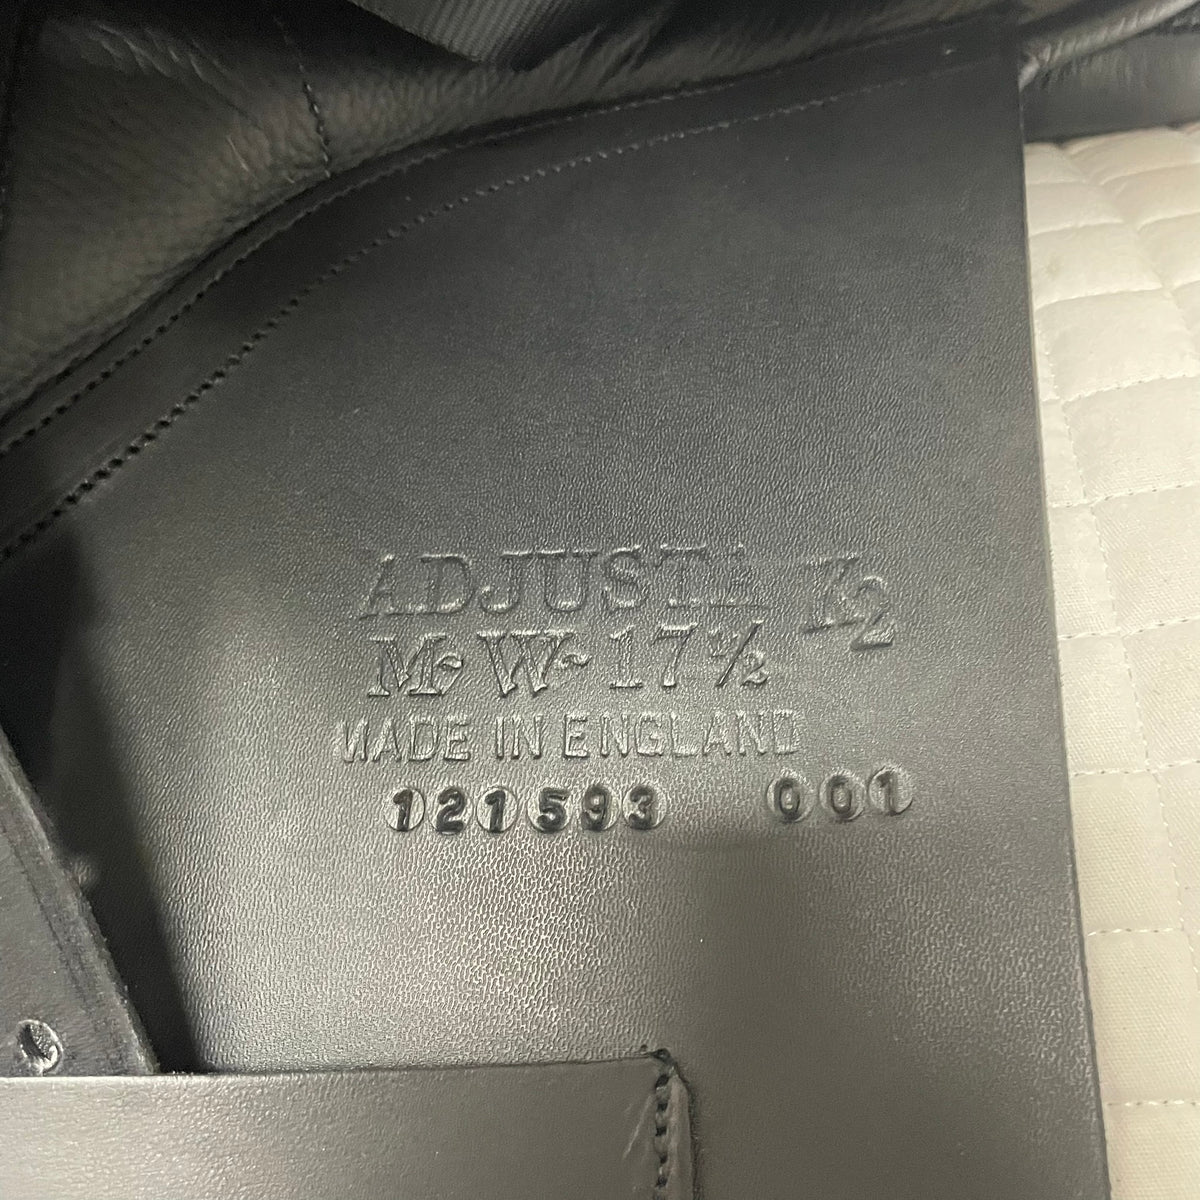 ADJUSTA K2
M-W-17½
MADE IN ENGLAND
121593 001